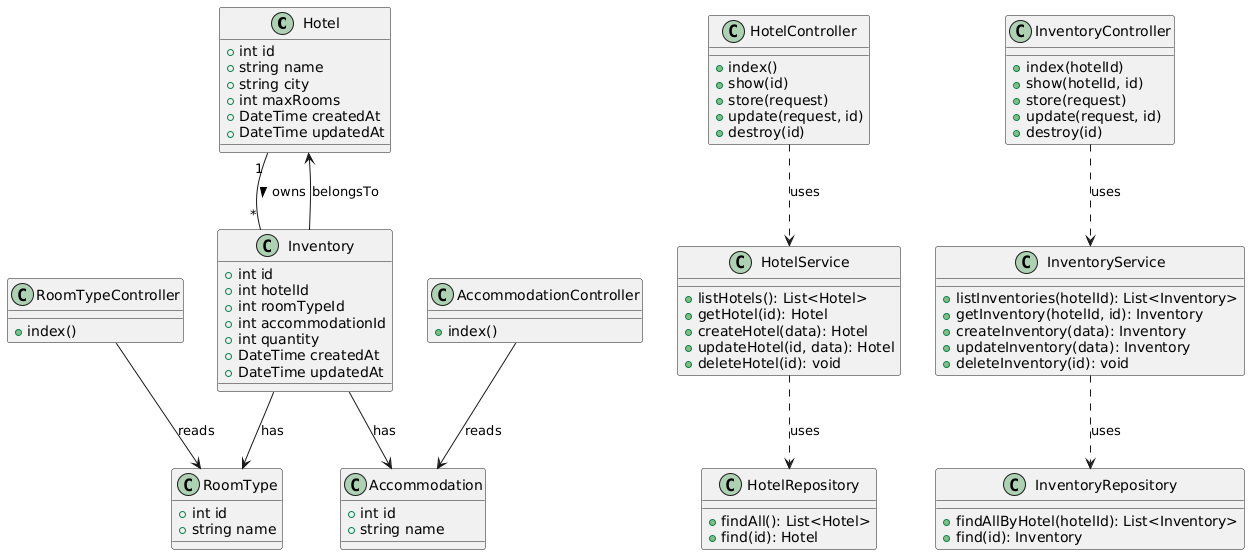 C Hotel
int id
string name
string city
int maxRooms
DateTime createdAt
DateTime updatedAt
C HotelController
index()
show(id)
store(request)
update(request, id)
destroy(id)
C InventoryController
index(hotelId)
show(hotelId, id)
store(request)
update(request, id)
destroy(id)
1
owns
*
belongsTo
uses
uses
C RoomTypeController
index()
C Inventory
int id
int hotelId
int roomTypeId
int accommodationId
int quantity
DateTime createdAt
DateTime updatedAt
C AccommodationController
index()
C HotelService
listHotels(): List<Hotel>
getHotel(id): Hotel
createHotel(data): Hotel
updateHotel(id, data): Hotel
deleteHotel(id): void
C InventoryService
listInventories(hotelId): List<Inventory>
getInventory(hotelId, id): Inventory
createInventory(data): Inventory
updateInventory(data): Inventory
deleteInventory(id): void
reads
has
has
reads
uses
uses
C RoomType
int id
string name
C Accommodation
int id
string name
C HotelRepository
findAll(): List<Hotel>
find(id): Hotel
C InventoryRepository
findAllByHotel(hotelId): List<Inventory>
find(id): Inventory